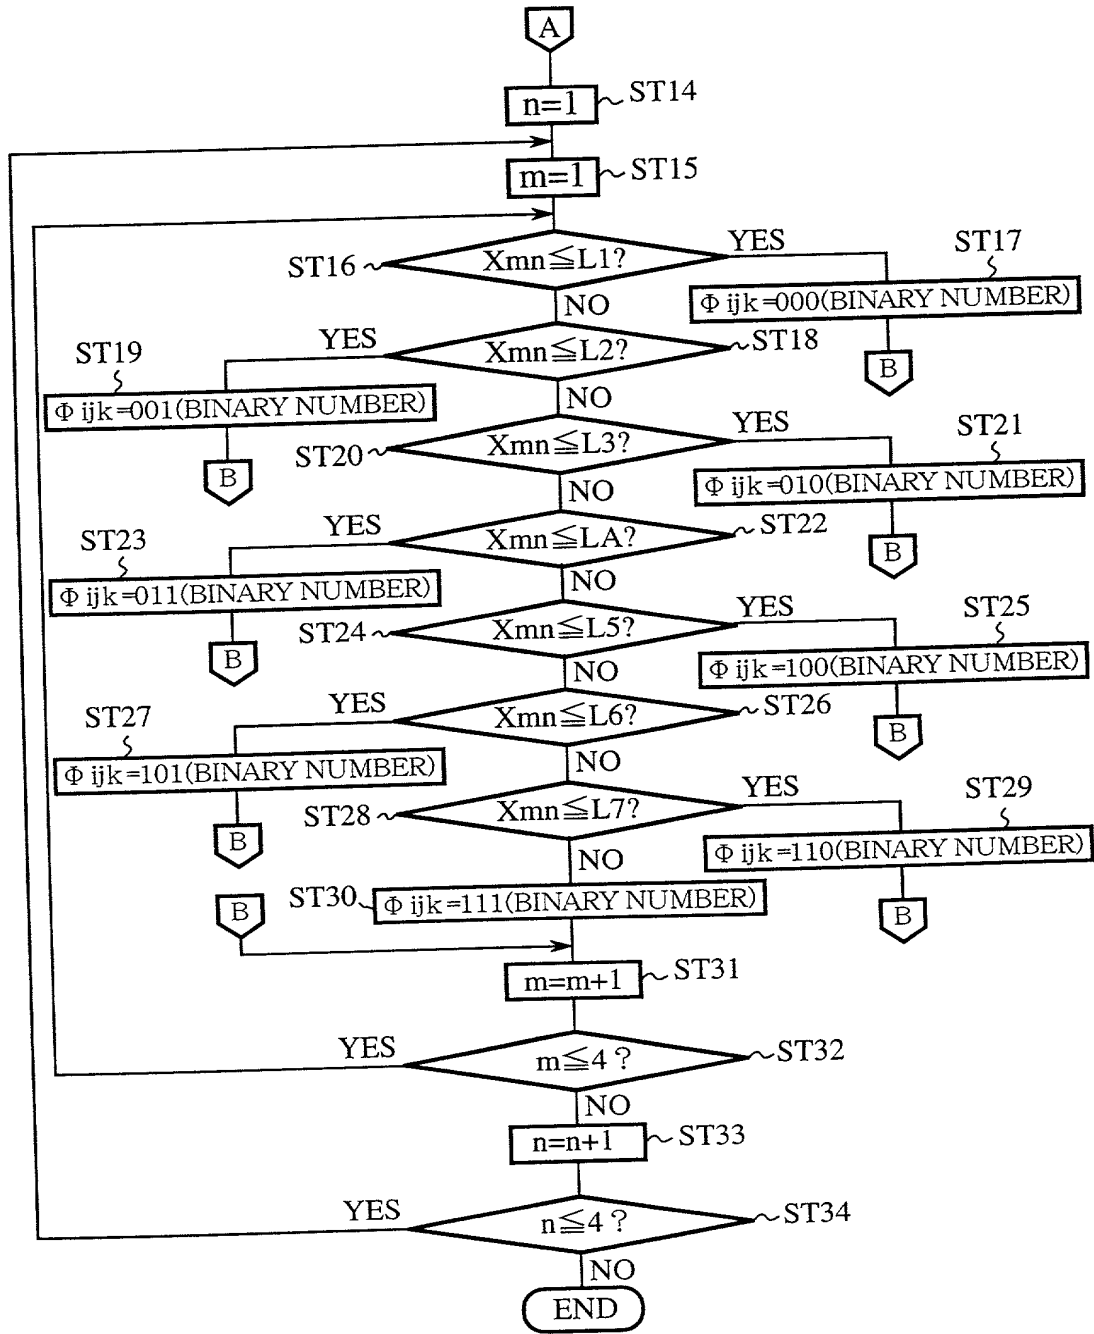 A
n=1 ST14
m=1 ST15
ST16 Xmn≦L1? YES ST17
NO Φ ijk=000(BINARY NUMBER)
B
ST19 YES Xmn≦L2? ST18
Φ ijk=001(BINARY NUMBER) NO
B
ST20 Xmn≦L3? YES ST21
NO Φ ijk=010(BINARY NUMBER)
B
ST23 YES Xmn≦LA? ST22
Φ ijk=011(BINARY NUMBER) NO
B
ST24 Xmn≦L5? YES ST25
NO Φ ijk=100(BINARY NUMBER)
B
ST27 YES Xmn≦L6? ST26
Φ ijk=101(BINARY NUMBER) NO
B
ST28 Xmn≦L7? YES ST29
NO Φ ijk=110(BINARY NUMBER)
B
ST30 Φ ijk=111(BINARY NUMBER)
B
m=m+1 ST31
YES m≦4? ST32
NO
n=n+1 ST33
YES n≦4? ST34
NO
END